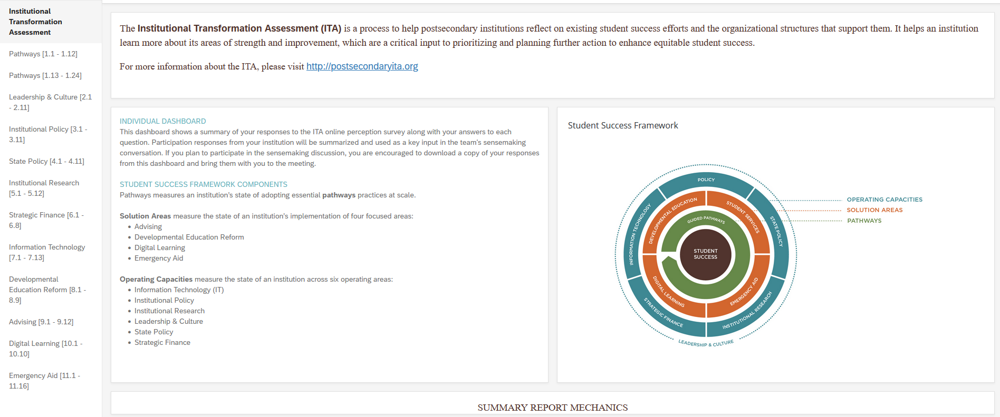 Institutional
Transformation
Assessment
Pathways [1.1 - 1.12]
Pathways [1.13 - 1.24]
Leadership & Culture [2.1
- 2.11]
Institutional Policy [3.1 -
3.11]
State Policy [4.1 - 4.11]
Institutional Research
[5.1 - 5.12]
Strategic Finance [6.1 -
6.8]
Information Technology
[7.1 - 7.13]
Developmental
Education Reform [8.1 -
8.9]
Advising [9.1 - 9.12]
Digital Learning [10.1 -
10.10]
Emergency Aid [11.1 -
11.16]
The Institutional Transformation Assessment (ITA) is a process to help postsecondary institutions reflect on existing student success efforts and the organizational structures that support them. It helps an institution
learn more about its areas of strength and improvement, which are a critical input to prioritizing and planning further action to enhance equitable student success.
For more information about the ITA, please visit http://postsecondaryita.org
INDIVIDUAL DASHBOARD
This dashboard shows a summary of your responses to the ITA online perception survey along with your answers to each
question. Participation responses from your institution will be summarized and used as a key input in the team's sensemaking
conversation. If you plan to participate in the sensemaking discussion, you are encouraged to download a copy of your responses
from this dashboard and bring them with you to the meeting.
STUDENT SUCCESS FRAMEWORK COMPONENTS
Pathways measures an institution's state of adopting essential pathways practices at scale.
Solution Areas measure the state of an institution's implementation of four focused areas:
• Advising
• Developmental Education Reform
• Digital Learning
• Emergency Aid
Operating Capacities measure the state of an institution across six operating areas:
• Information Technology (IT)
• Institutional Policy
• Institutional Research
• Leadership & Culture
• State Policy
• Strategic Finance
Student Success Framework
POLICY
STATE POLICY
INSTITUTIONAL RESEARCH
STRATEGIC FINANCE
INFORMATION TECHNOLOGY
DEVELOPMENTAL EDUCATION
STUDENT SERVICES
EMERGENCY AID
DIGITAL LEARNING
GUIDED PATHWAYS
STUDENT
SUCCESS
LEADERSHIP & CULTURE
OPERATING CAPACITIES
SOLUTION AREAS
PATHWAYS
SUMMARY REPORT MECHANICS